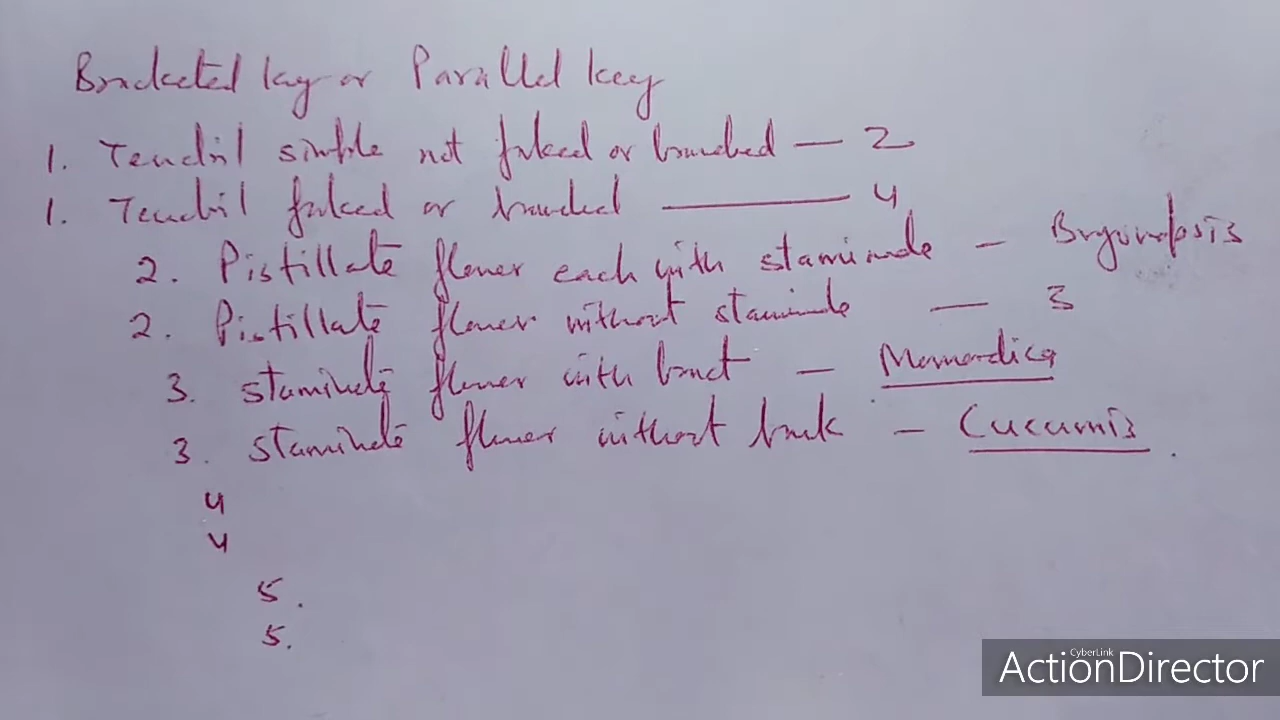 Bracketed key or Parallel key
1. Tendril simple not forked or branched — 2
1. Tendril forked or branded ——— 4
2. Pistillate flower each with staminode — Bryonopsis
2. Pistillate flower without staminode — 3
3. staminate flower with bract — Momordica
3. staminate flower without bract — Cucumis.
4
4
5.
5.
CyberLink
ActionDirector